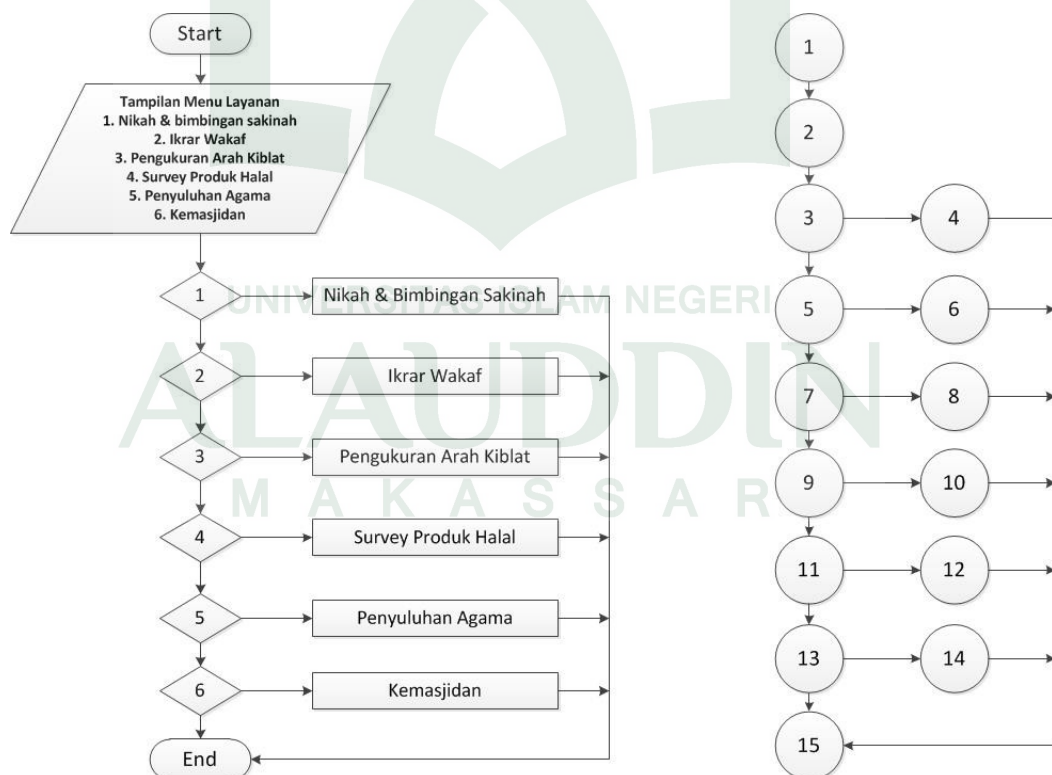 Start
Tampilan Menu Layanan
1. Nikah & bimbingan sakinah
2. Ikrar Wakaf
3. Pengukuran Arah Kiblat
4. Survey Produk Halal
5. Penyuluhan Agama
6. Kemasjidan
1
Nikah & Bimbingan Sakinah
2
Ikrar Wakaf
3
Pengukuran Arah Kiblat
4
Survey Produk Halal
5
Penyuluhan Agama
6
Kemasjidan
End
1
2
3
4
5
6
7
8
9
10
11
12
13
14
15
UNIVERSITAS ISLAM NEGERI
ALAUDDIN
MAKASSAR